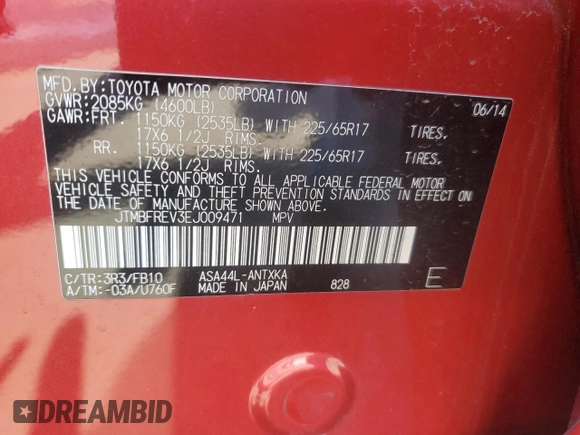 MFD. BY: TOYOTA MOTOR CORPORATION 06/14
GVWR: 2085KG (4600LB)
GAWR: FRT. 1150KG (2535LB) WITH 225/65R17 TIRES.
17X6 1/2J RIMS.
RR. 1150KG (2535LB) WITH 225/65R17 TIRES.
17X6 1/2J RIMS.
THIS VEHICLE CONFORMS TO ALL APPLICABLE FEDERAL MOTOR
VEHICLE SAFETY AND THEFT PREVENTION STANDARDS IN EFFECT ON
THE DATE OF MANUFACTURE SHOWN ABOVE.
JTMBFREV3EJ009471 MPV
C/TR: 3R3/FB10 ASA44L-ANTXKA
A/TM: -03A/U760F MADE IN JAPAN 828 E
DREAMBID